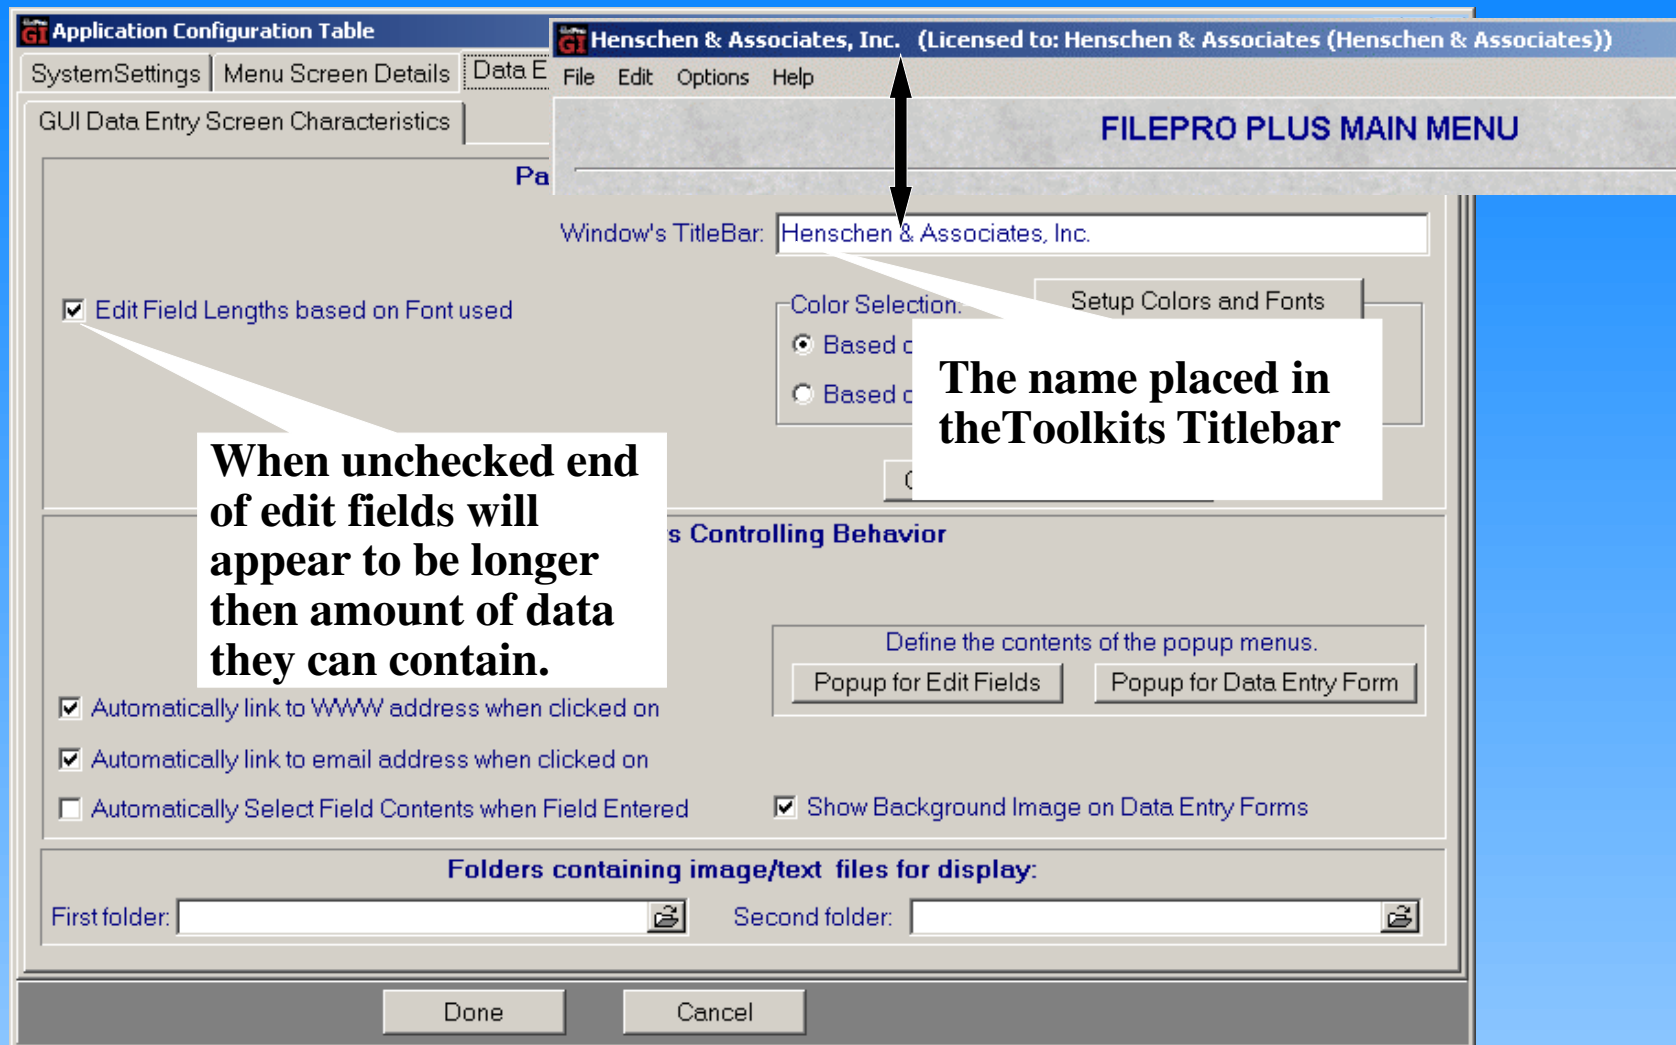 GI Application Configuration Table
GI Henschen & Associates, Inc. (Licensed to: Henschen & Associates (Henschen & Associates))
SystemSettings Menu Screen Details Data E
File Edit Options Help
GUI Data Entry Screen Characteristics
FILEPRO PLUS MAIN MENU
Pa
Window's TitleBar: Henschen & Associates, Inc.
Edit Field Lengths based on Font used
Color Selection:
Setup Colors and Fonts
Based
Based
The name placed in
theToolkits Titlebar
When unchecked end
of edit fields will
appear to be longer
then amount of data
they can contain.
s Controlling Behavior
Define the contents of the popup menus.
Popup for Edit Fields Popup for Data Entry Form
Automatically link to WWW address when clicked on
Automatically link to email address when clicked on
Automatically Select Field Contents when Field Entered
Show Background Image on Data Entry Forms
Folders containing image/text files for display:
First folder: Second folder:
Done Cancel